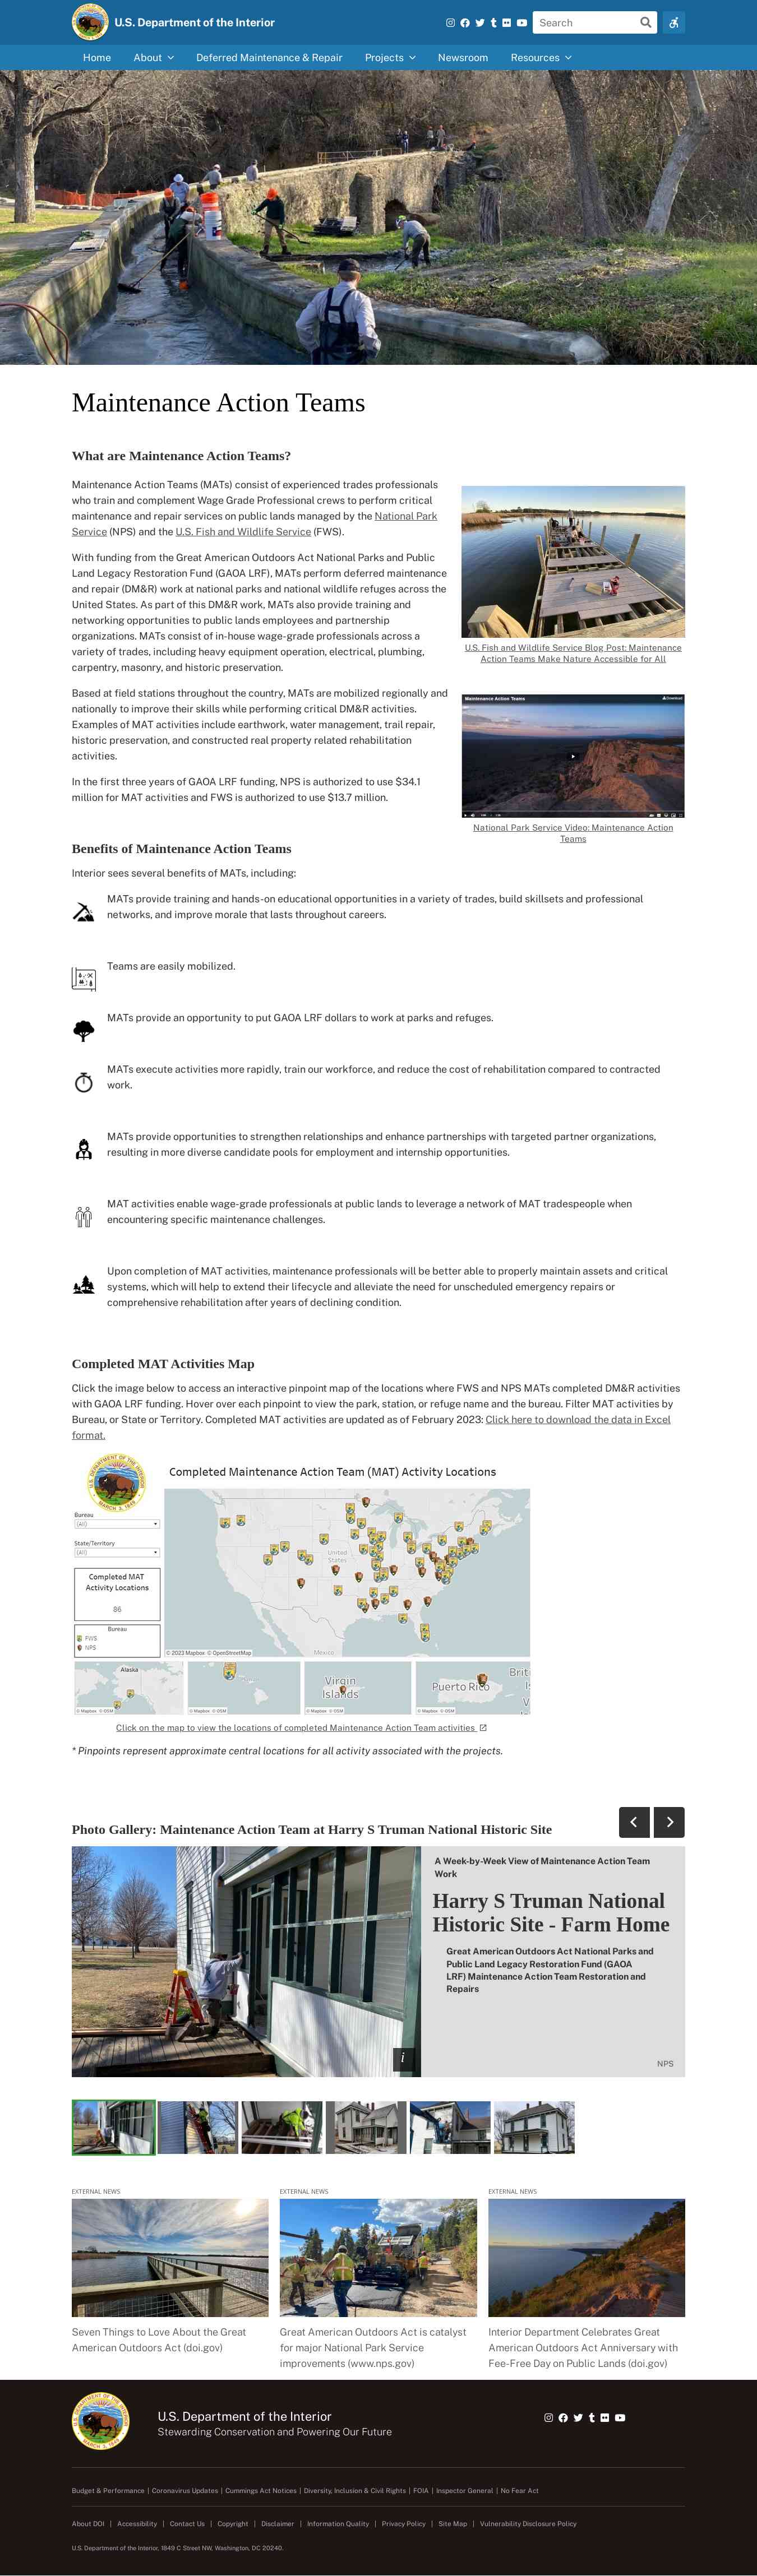 U.S. Department of the Interior
Search
Home
About
Deferred Maintenance & Repair
Projects
Newsroom
Resources
Maintenance Action Teams
What are Maintenance Action Teams?
Maintenance Action Teams (MATs) consist of experienced trades professionals
who train and complement Wage Grade Professional crews to perform critical
maintenance and repair services on public lands managed by the National Park
Service (NPS) and the U.S. Fish and Wildlife Service (FWS).
With funding from the Great American Outdoors Act National Parks and Public
Land Legacy Restoration Fund (GAOA LRF), MATs perform deferred maintenance
and repair (DM&R) work at national parks and national wildlife refuges across the
United States. As part of this DM&R work, MATs also provide training and
networking opportunities to public lands employees and partnership
organizations. MATs consist of in-house wage-grade professionals across a
variety of trades, including heavy equipment operation, electrical, plumbing,
carpentry, masonry, and historic preservation.
Based at field stations throughout the country, MATs are mobilized regionally and
nationally to improve their skills while performing critical DM&R activities.
Examples of MAT activities include earthwork, water management, trail repair,
historic preservation, and constructed real property related rehabilitation
activities.
In the first three years of GAOA LRF funding, NPS is authorized to use $34.1
million for MAT activities and FWS is authorized to use $13.7 million.
U.S. Fish and Wildlife Service Blog Post: Maintenance
Action Teams Make Nature Accessible for All
Maintenance Action Teams
Download
National Park Service Video: Maintenance Action
Teams
Benefits of Maintenance Action Teams
Interior sees several benefits of MATs, including:
MATs provide training and hands-on educational opportunities in a variety of trades, build skillsets and professional
networks, and improve morale that lasts throughout careers.
Teams are easily mobilized.
MATs provide an opportunity to put GAOA LRF dollars to work at parks and refuges.
MATs execute activities more rapidly, train our workforce, and reduce the cost of rehabilitation compared to contracted
work.
MATs provide opportunities to strengthen relationships and enhance partnerships with targeted partner organizations,
resulting in more diverse candidate pools for employment and internship opportunities.
MAT activities enable wage-grade professionals at public lands to leverage a network of MAT tradespeople when
encountering specific maintenance challenges.
Upon completion of MAT activities, maintenance professionals will be better able to properly maintain assets and critical
systems, which will help to extend their lifecycle and alleviate the need for unscheduled emergency repairs or
comprehensive rehabilitation after years of declining condition.
Completed MAT Activities Map
Click the image below to access an interactive pinpoint map of the locations where FWS and NPS MATs completed DM&R activities
with GAOA LRF funding. Hover over each pinpoint to view the park, station, or refuge name and the bureau. Filter MAT activities by
Bureau, or State or Territory. Completed MAT activities are updated as of February 2023: Click here to download the data in Excel
format.
U.S. DEPARTMENT OF THE INTERIOR
MARCH 3, 1849
Completed Maintenance Action Team (MAT) Activity Locations
Bureau
(All)
State/Territory
(All)
Completed MAT
Activity Locations
86
Bureau
FWS
NPS
United
States
Mexico
© 2023 Mapbox © OpenStreetMap
Alaska
© Mapbox © OSM
© Mapbox © OSM
Virgin
Islands
© Mapbox © OSM
Puerto Rico
© Mapbox © OSM
Click on the map to view the locations of completed Maintenance Action Team activities
* Pinpoints represent approximate central locations for all activity associated with the projects.
Photo Gallery: Maintenance Action Team at Harry S Truman National Historic Site
A Week-by-Week View of Maintenance Action Team
Work
Harry S Truman National
Historic Site - Farm Home
Great American Outdoors Act National Parks and
Public Land Legacy Restoration Fund (GAOA
LRF) Maintenance Action Team Restoration and
Repairs
i
NPS
EXTERNAL NEWS
Seven Things to Love About the Great
American Outdoors Act (doi.gov)
EXTERNAL NEWS
Great American Outdoors Act is catalyst
for major National Park Service
improvements (www.nps.gov)
EXTERNAL NEWS
Interior Department Celebrates Great
American Outdoors Act Anniversary with
Fee-Free Day on Public Lands (doi.gov)
U.S. Department of the Interior
Stewarding Conservation and Powering Our Future
Budget & Performance | Coronavirus Updates | Cummings Act Notices | Diversity, Inclusion & Civil Rights | FOIA | Inspector General | No Fear Act
About DOI | Accessibility | Contact Us | Copyright | Disclaimer | Information Quality | Privacy Policy | Site Map | Vulnerability Disclosure Policy
U.S. Department of the Interior, 1849 C Street NW, Washington, DC 20240.